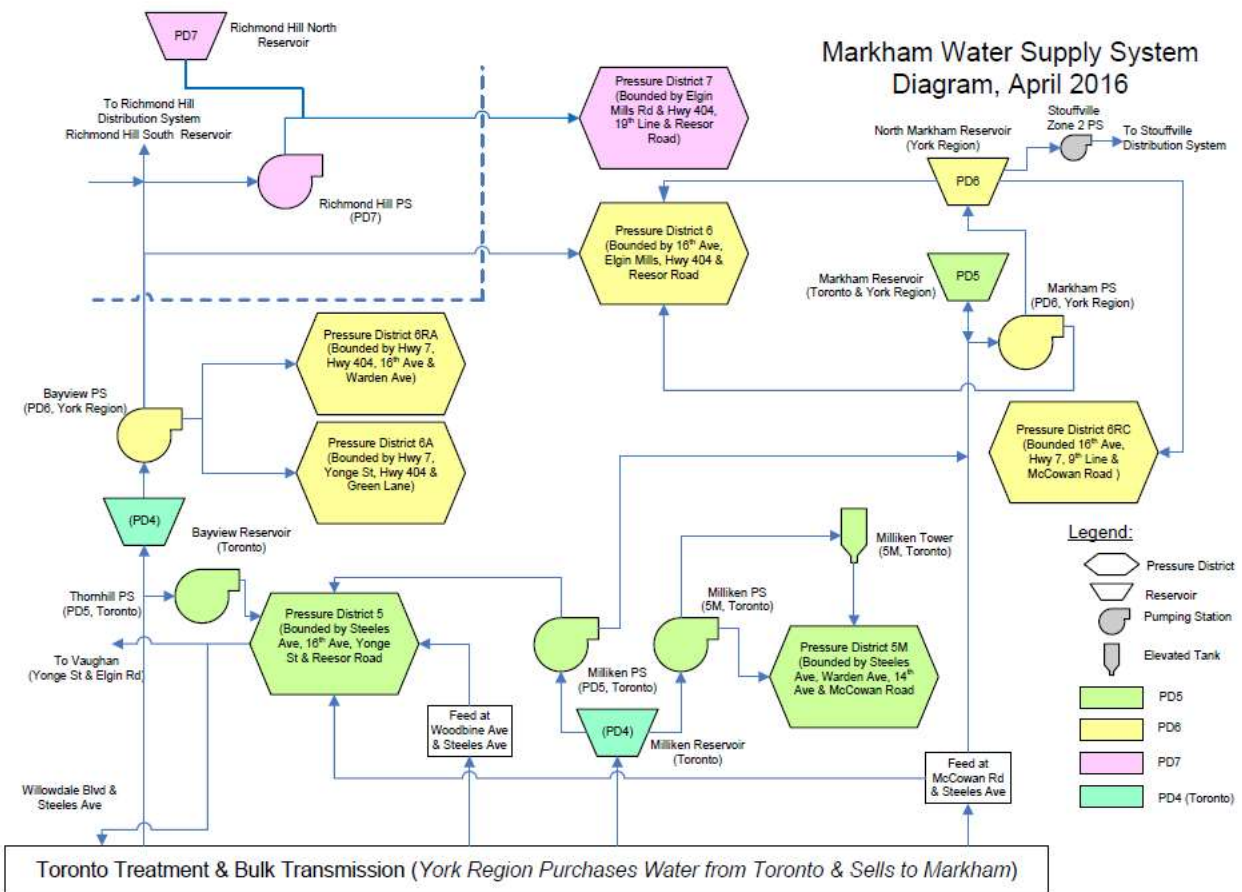 Markham Water Supply System
Diagram, April 2016
PD7
Richmond Hill North
Reservoir
To Richmond Hill
Distribution System
Richmond Hill South Reservoir
Pressure District 7
(Bounded by Elgin
Mills Rd & Hwy 404,
19th Line & Reesor
Road)
Richmond Hill PS
(PD7)
North Markham Reservoir
(York Region)
PD6
Stouffville
Zone 2 PS
To Stouffville
Distribution System
Pressure District 6
(Bounded by 16th Ave,
Elgin Mills, Hwy 404 &
Reesor Road
Markham Reservoir
(Toronto & York Region)
PD5
Markham PS
(PD6, York Region)
Pressure District 6RA
(Bounded by Hwy 7,
Hwy 404, 16th Ave &
Warden Ave)
Bayview PS
(PD6, York Region)
Pressure District 6A
(Bounded by Hwy 7,
Yonge St, Hwy 404 &
Green Lane)
Pressure District 6RC
(Bounded 16th Ave,
Hwy 7, 9th Line &
McCowan Road )
(PD4)
Bayview Reservoir
(Toronto)
Thornhill PS
(PD5, Toronto)
Pressure District 5
(Bounded by Steeles
Ave, 16th Ave, Yonge
St & Reesor Road
To Vaughan
(Yonge St & Elgin Rd)
Milliken PS
(PD5, Toronto)
Milliken PS
(5M, Toronto)
Milliken Tower
(5M, Toronto)
Pressure District 5M
(Bounded by Steeles
Ave, Warden Ave, 14th
Ave & McCowan Road
(PD4)
Milliken Reservoir
(Toronto)
Feed at
Woodbine Ave
& Steeles Ave
Feed at
McCowan Rd
& Steeles Ave
Willowdale Blvd &
Steeles Ave
Legend:
Pressure District
Reservoir
Pumping Station
Elevated Tank
PD5
PD6
PD7
PD4 (Toronto)
Toronto Treatment & Bulk Transmission (York Region Purchases Water from Toronto & Sells to Markham)